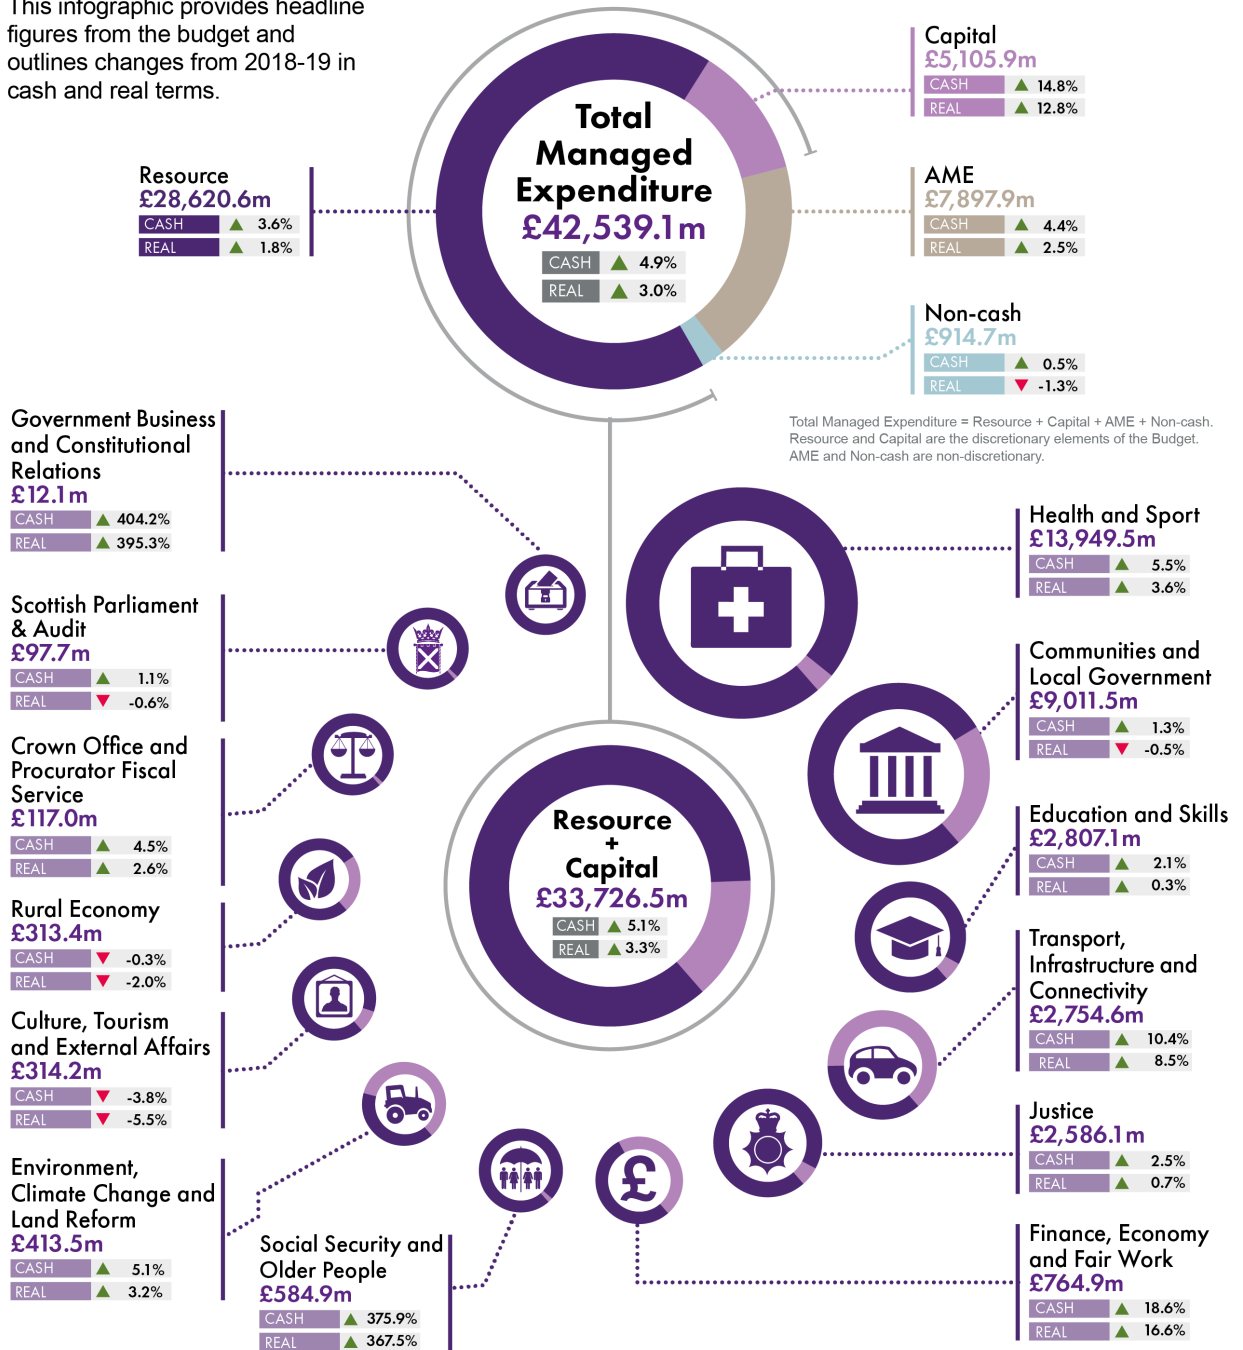 This infographic provides headline
figures from the budget and
outlines changes from 2018-19 in
cash and real terms.
Total
Managed
Expenditure
£42,539.1m
CASH 4.9%
REAL 3.0%
Resource
£28,620.6m
CASH 3.6%
REAL 1.8%
Capital
£5,105.9m
CASH 14.8%
REAL 12.8%
AME
£7,897.9m
CASH 4.4%
REAL 2.5%
Non-cash
£914.7m
CASH 0.5%
REAL -1.3%
Total Managed Expenditure = Resource + Capital + AME + Non-cash.
Resource and Capital are the discretionary elements of the Budget.
AME and Non-cash are non-discretionary.
Government Business
and Constitutional
Relations
£12.1m
CASH 404.2%
REAL 395.3%
Scottish Parliament
& Audit
£97.7m
CASH 1.1%
REAL -0.6%
Crown Office and
Procurator Fiscal
Service
£117.0m
CASH 4.5%
REAL 2.6%
Rural Economy
£313.4m
CASH -0.3%
REAL -2.0%
Culture, Tourism
and External Affairs
£314.2m
CASH -3.8%
REAL -5.5%
Environment,
Climate Change and
Land Reform
£413.5m
CASH 5.1%
REAL 3.2%
Social Security and
Older People
£584.9m
CASH 375.9%
REAL 367.5%
Resource
+
Capital
£33,726.5m
CASH 5.1%
REAL 3.3%
£
Health and Sport
£13,949.5m
CASH 5.5%
REAL 3.6%
Communities and
Local Government
£9,011.5m
CASH 1.3%
REAL -0.5%
Education and Skills
£2,807.1m
CASH 2.1%
REAL 0.3%
Transport,
Infrastructure and
Connectivity
£2,754.6m
CASH 10.4%
REAL 8.5%
Justice
£2,586.1m
CASH 2.5%
REAL 0.7%
Finance, Economy
and Fair Work
£764.9m
CASH 18.6%
REAL 16.6%